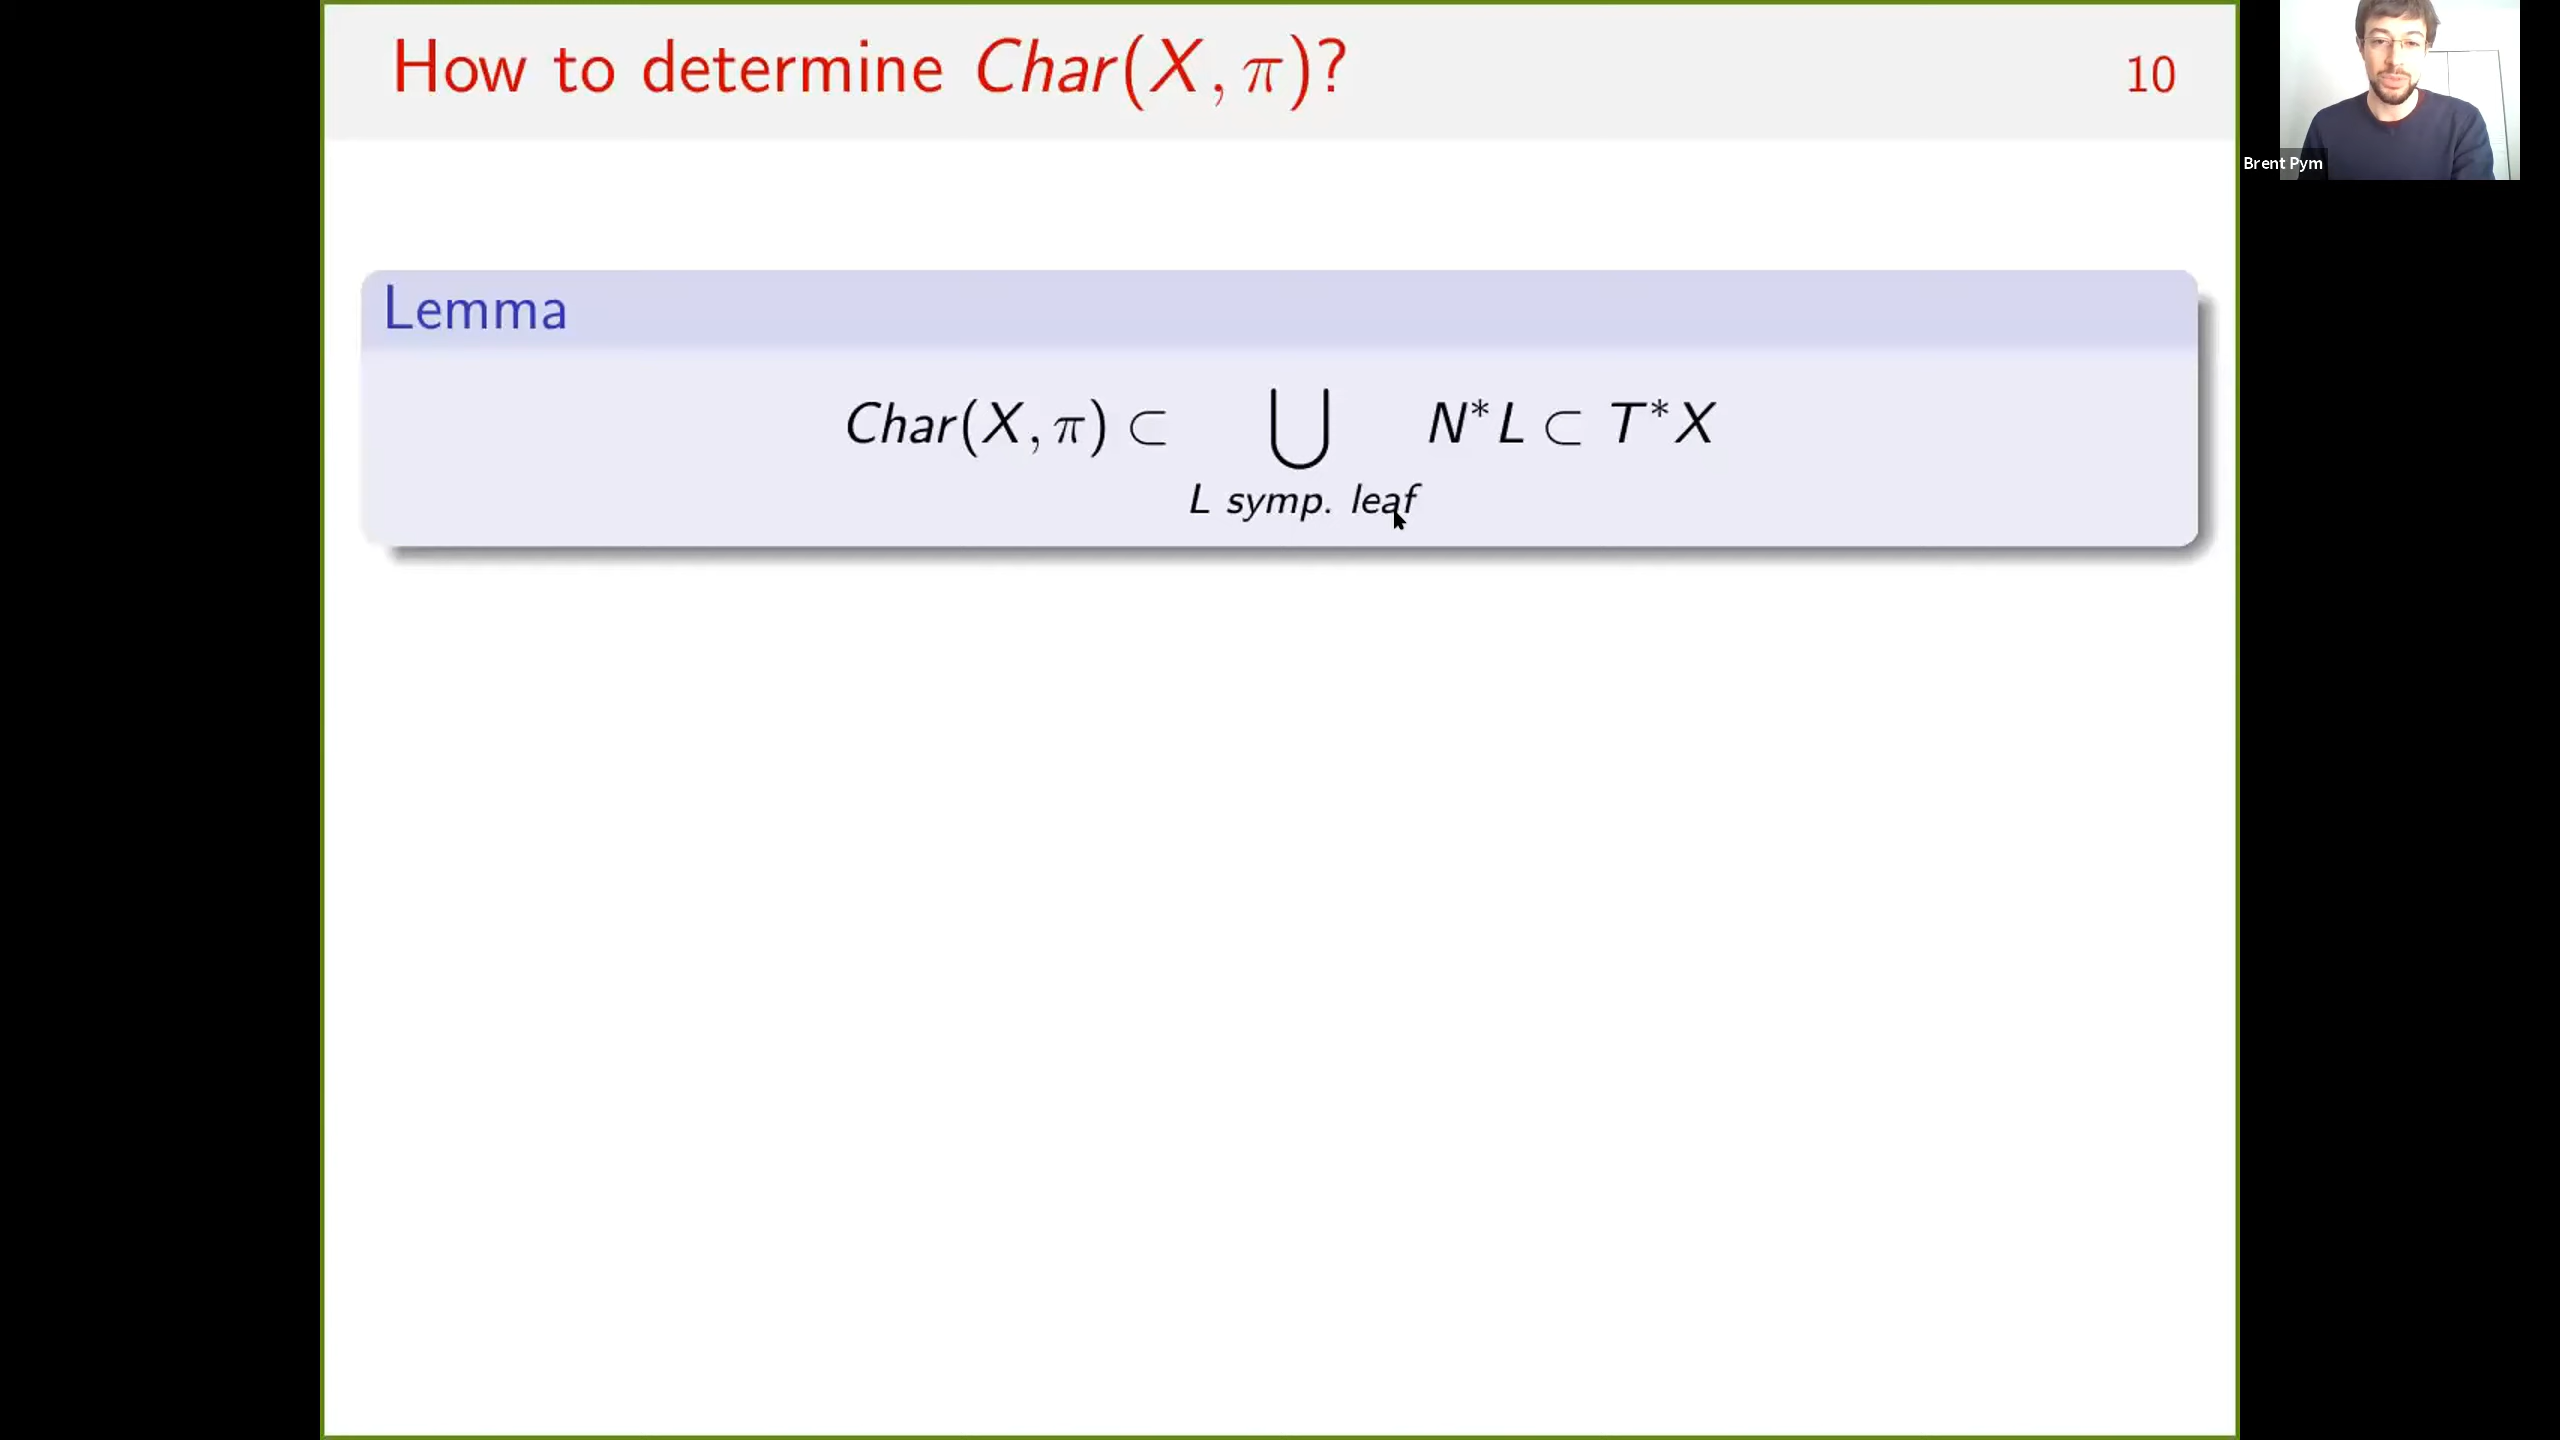 How to determine Char(X, π)?
10
Brent Pym
Lemma
Char(X, π) ⊂ ⋃ N*L ⊂ T*X
L symp. leaf